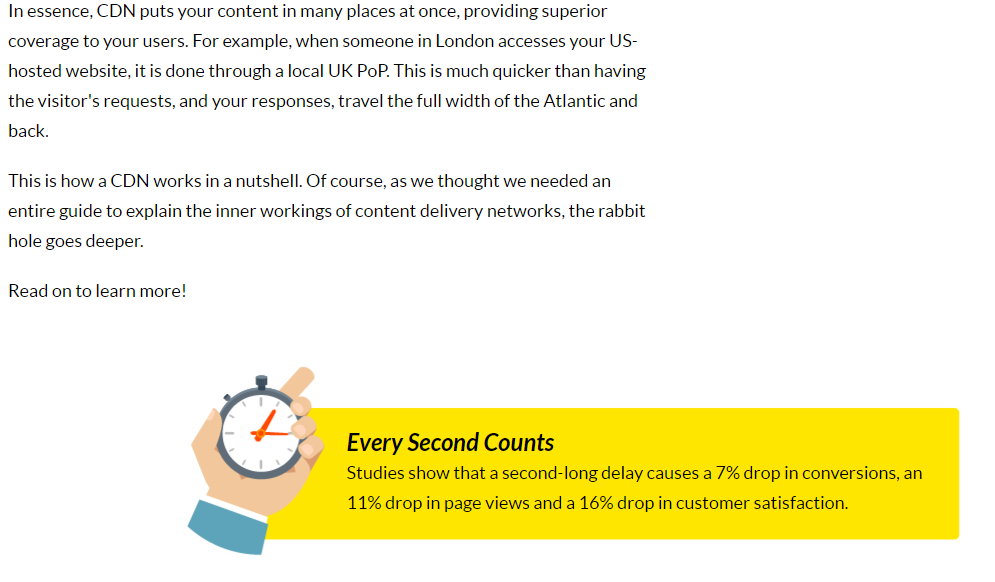 In essence, CDN puts your content in many places at once, providing superior
coverage to your users. For example, when someone in London accesses your US-
hosted website, it is done through a local UK PoP. This is much quicker than having
the visitor's requests, and your responses, travel the full width of the Atlantic and
back.
This is how a CDN works in a nutshell. Of course, as we thought we needed an
entire guide to explain the inner workings of content delivery networks, the rabbit
hole goes deeper.
Read on to learn more!
Every Second Counts
Studies show that a second-long delay causes a 7% drop in conversions, an
11% drop in page views and a 16% drop in customer satisfaction.